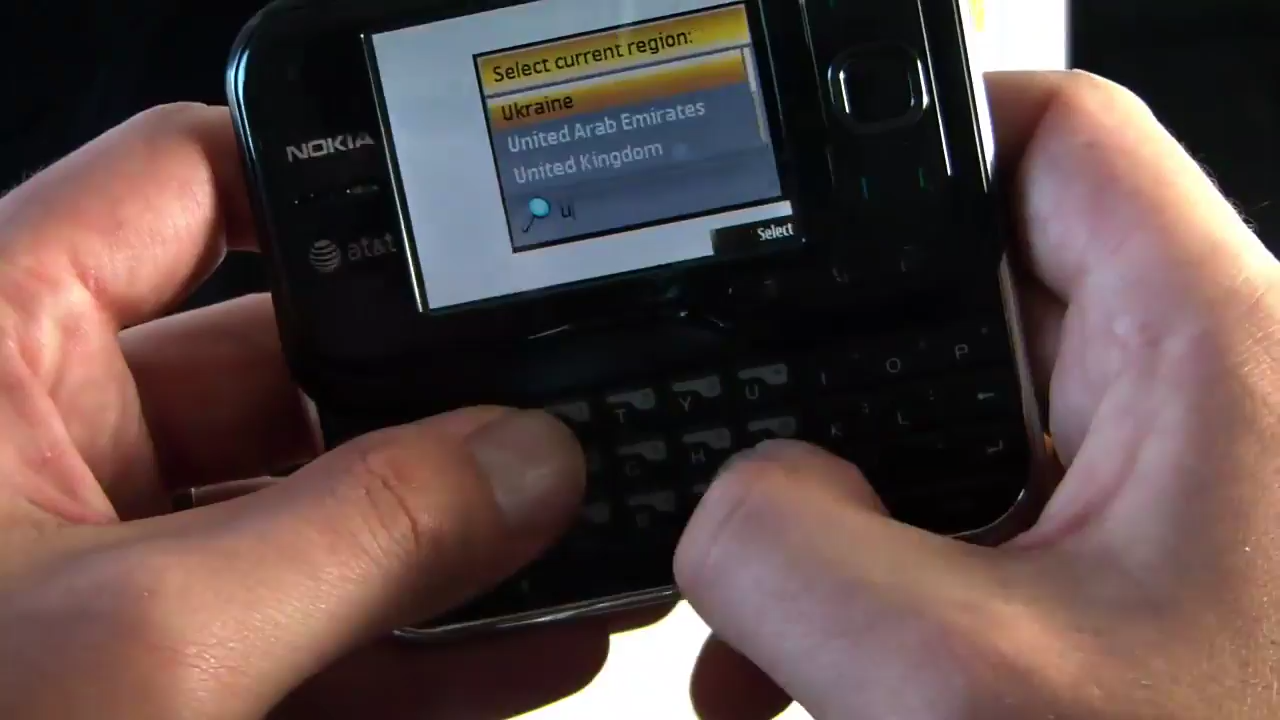 Select current region:
Ukraine
United Arab Emirates
United Kingdom
u
Select
NOKIA
at&t
T Y U I O P
G H K L